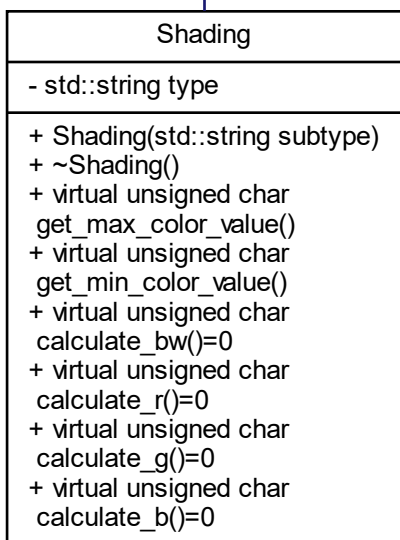 Shading
- std::string type
+ Shading(std::string subtype)
+ ~Shading()
+ virtual unsigned char
get_max_color_value()
+ virtual unsigned char
get_min_color_value()
+ virtual unsigned char
calculate_bw()=0
+ virtual unsigned char
calculate_r()=0
+ virtual unsigned char
calculate_g()=0
+ virtual unsigned char
calculate_b()=0